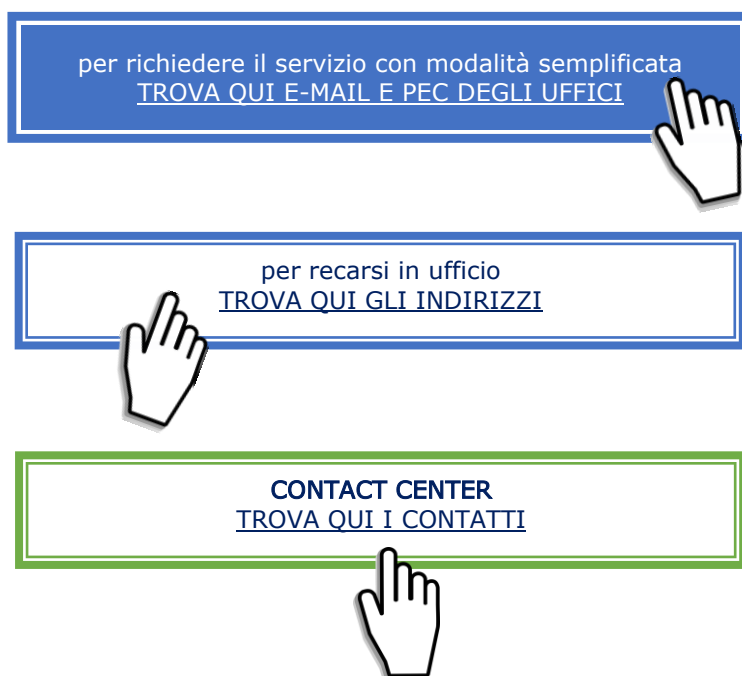 per richiedere il servizio con modalità semplificata
TROVA QUI E-MAIL E PEC DEGLI UFFICI
per recarsi in ufficio
TROVA QUI GLI INDIRIZZI
CONTACT CENTER
TROVA QUI I CONTATTI